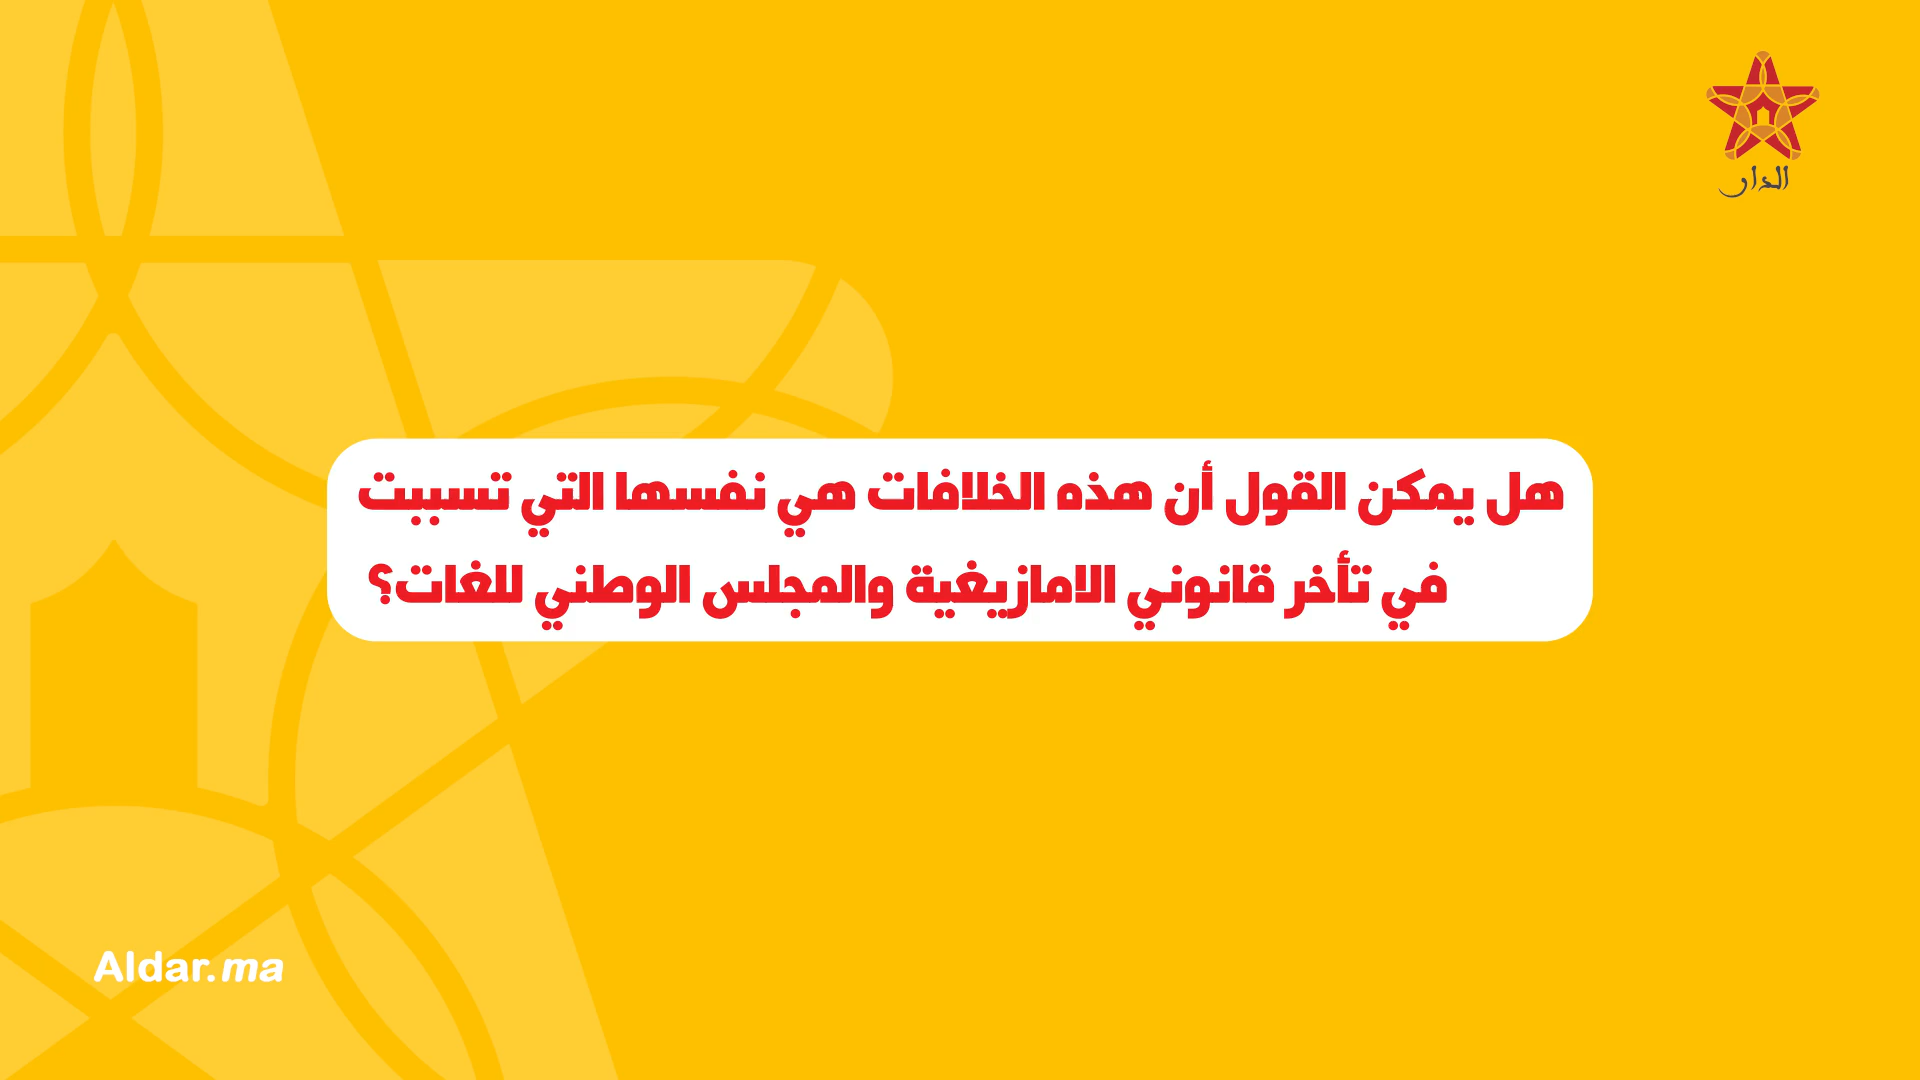 الدار
هل يمكن القول أن هذه الخلافات هي نفسها التي تسببت
في تأخر قانوني الامازيغية والمجلس الوطني للغات؟
Aldar.ma